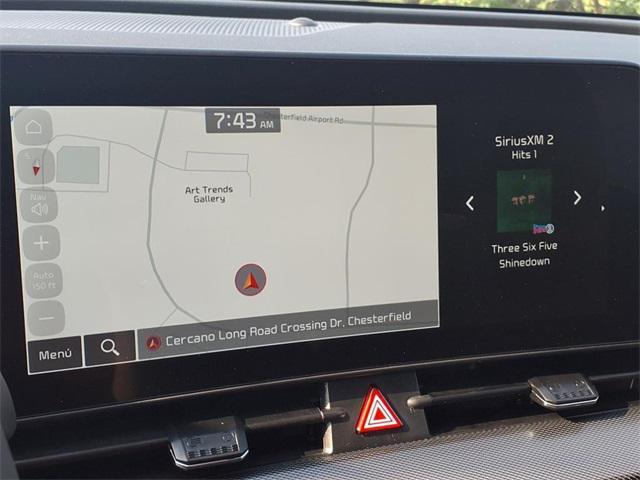 7:43 AM
Chesterfield Airport Rd
SiriusXM 2
Hits 1
Art Trends
Gallery
Nav
Auto
150 ft
Three Six Five
Shinedown
Menú
Cercano Long Road Crossing Dr, Chesterfield